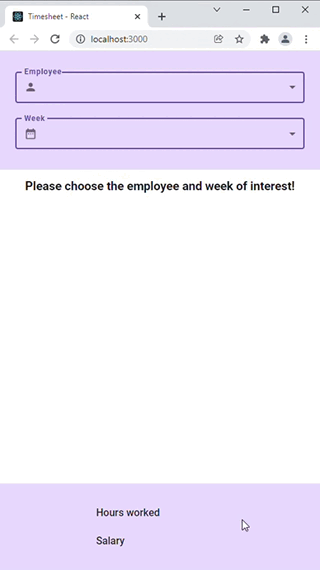 Timesheet - React
localhost:3000
Employee
Week
Please choose the employee and week of interest!
Hours worked
Salary